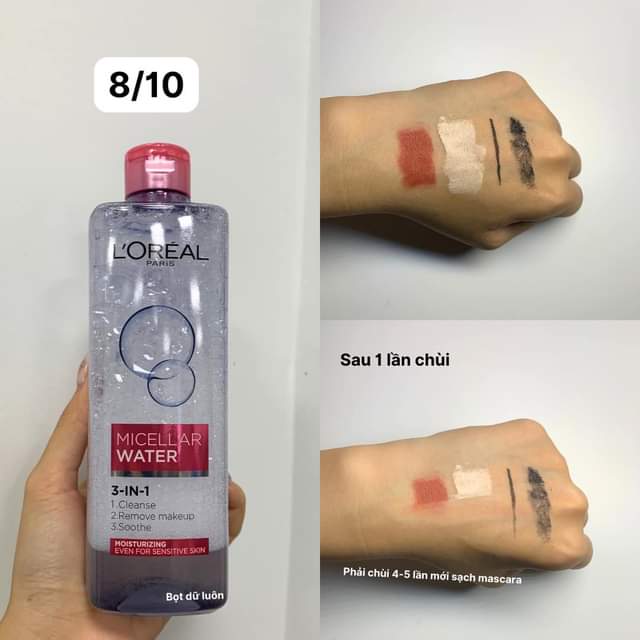 8/10
L'ORÉAL
PARIS
MICELLAR
WATER
3-IN-1
1.Cleanse
2.Remove makeup
3.Soothe
MOISTURIZING
EVEN FOR SENSITIVE SKIN
Bọt dữ luôn
Sau 1 lần chùi
Phải chùi 4-5 lần mới sạch mascara